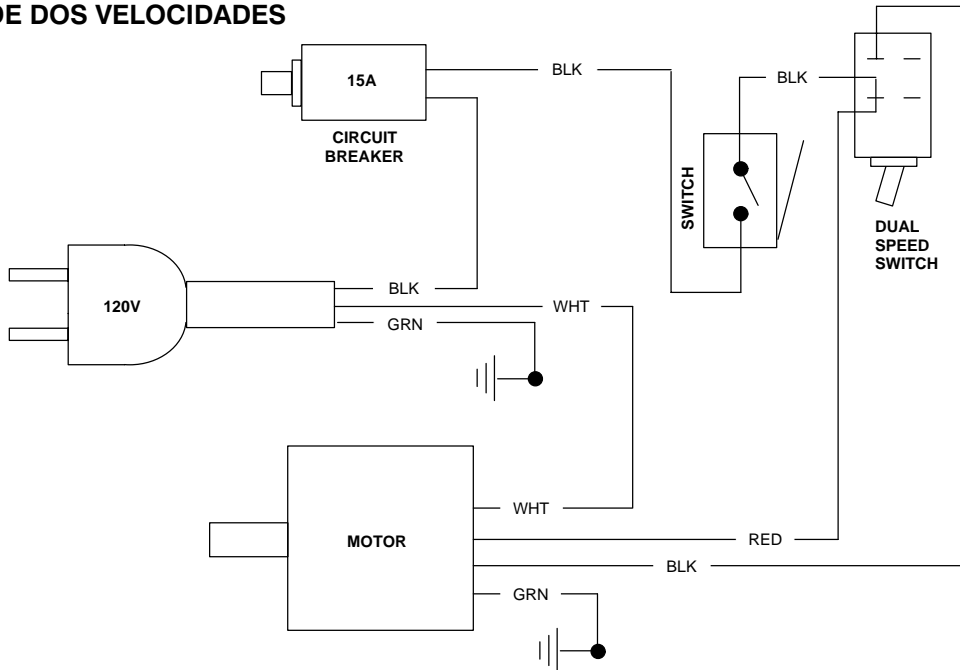 DE DOS VELOCIDADES
15A
CIRCUIT
BREAKER
BLK
BLK
SWITCH
DUAL
SPEED
SWITCH
120V
BLK
WHT
GRN
MOTOR
WHT
RED
BLK
GRN